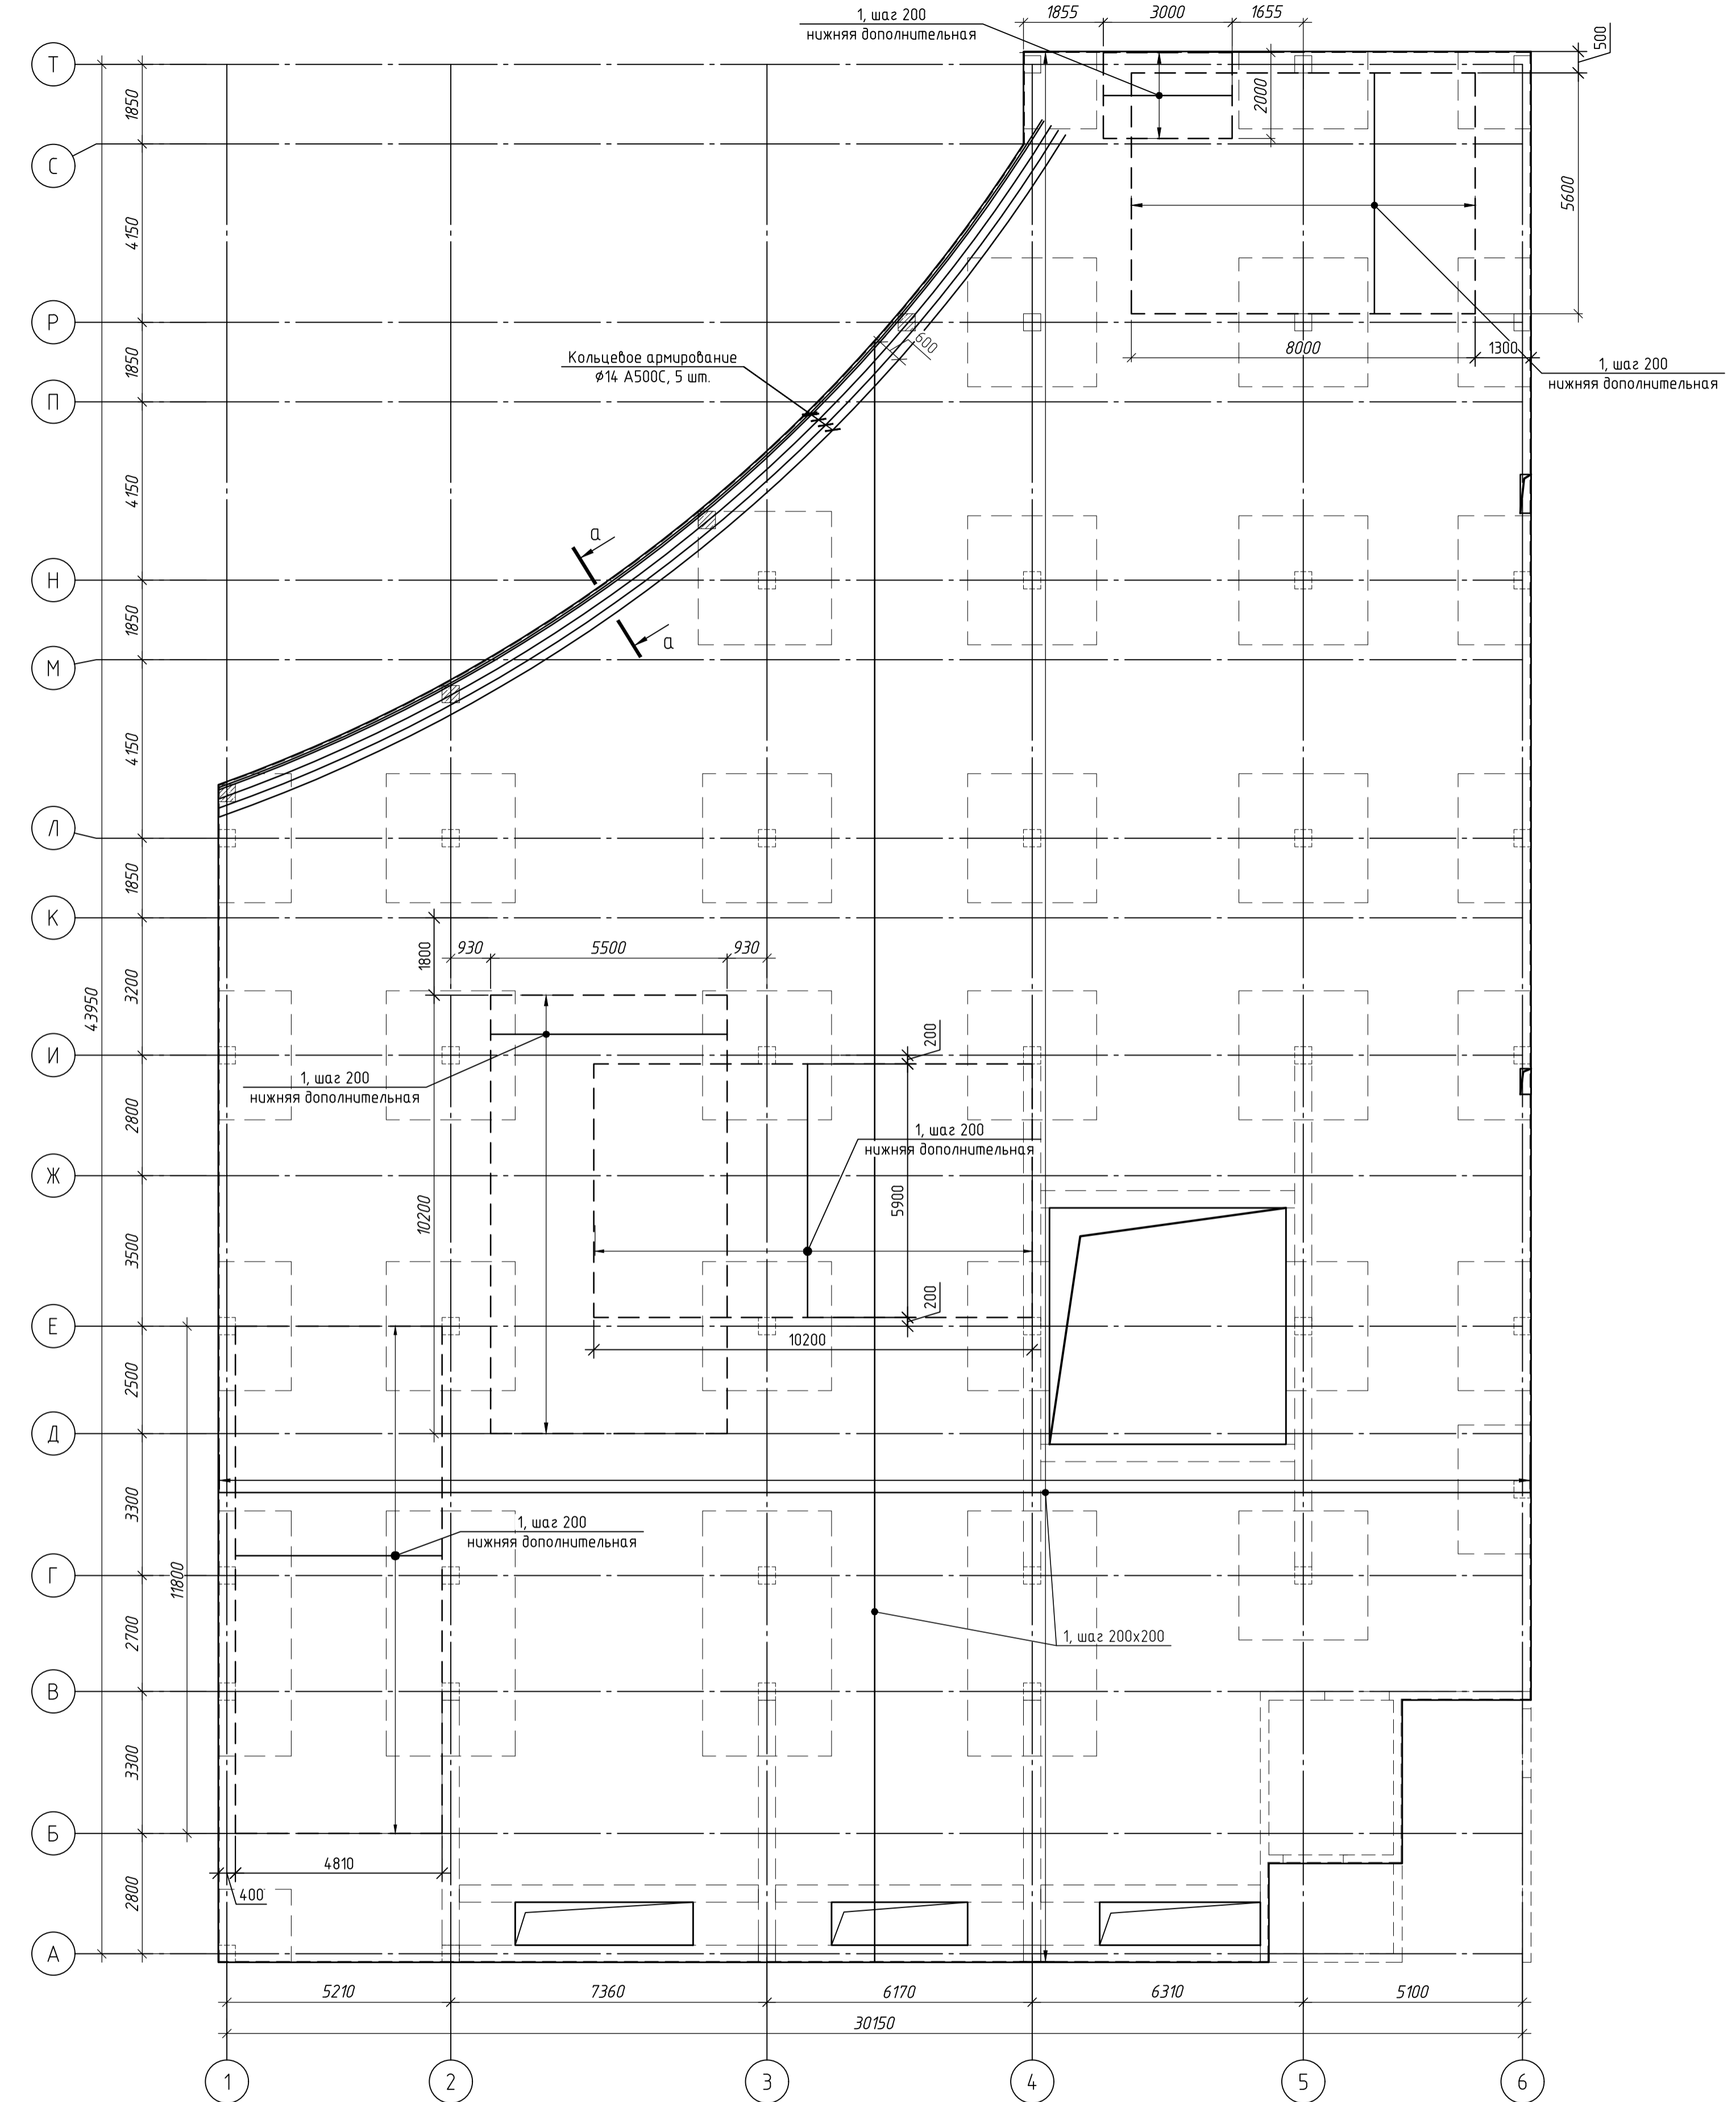 1, шаг 200
нижняя дополнительная
1855
3000
1655
500
Т
1850
2000
С
4150
5600
Р
600
8000
1300
1, шаг 200
нижняя дополнительная
1850
Кольцевое армирование
⌀14 А500С, 5 шт.
П
4150
а
Н
1850
а
М
4150
Л
1850
К
1800
930
5500
930
43950
3200
200
И
1, шаг 200
нижняя дополнительная
2800
1, шаг 200
нижняя дополнительная
Ж
10200
5900
3500
200
Е
10200
2500
Д
3300
1, шаг 200
нижняя дополнительная
11800
Г
2700
1, шаг 200х200
В
3300
Б
4810
400
2800
А
5210
7360
6170
6310
5100
30150
1
2
3
4
5
6